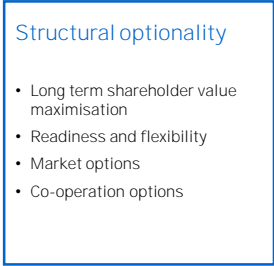 Structural optionality
• Long term shareholder value
maximisation
• Readiness and flexibility
• Market options
• Co-operation options